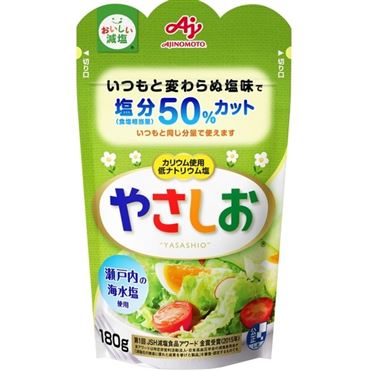 おいしい
減塩
Aj
AJINOMOTO
切り口
切り口
いつもと変わらぬ塩味で
塩分50%カット
(食塩相当量)
いつもと同じ分量で使えます
カリウム使用
低ナトリウム塩
やさしお
"YASASHIO"
®
瀬戸内の
海水塩
使用
180g
第1回 JSH減塩食品アワード 金賞受賞(2015年)